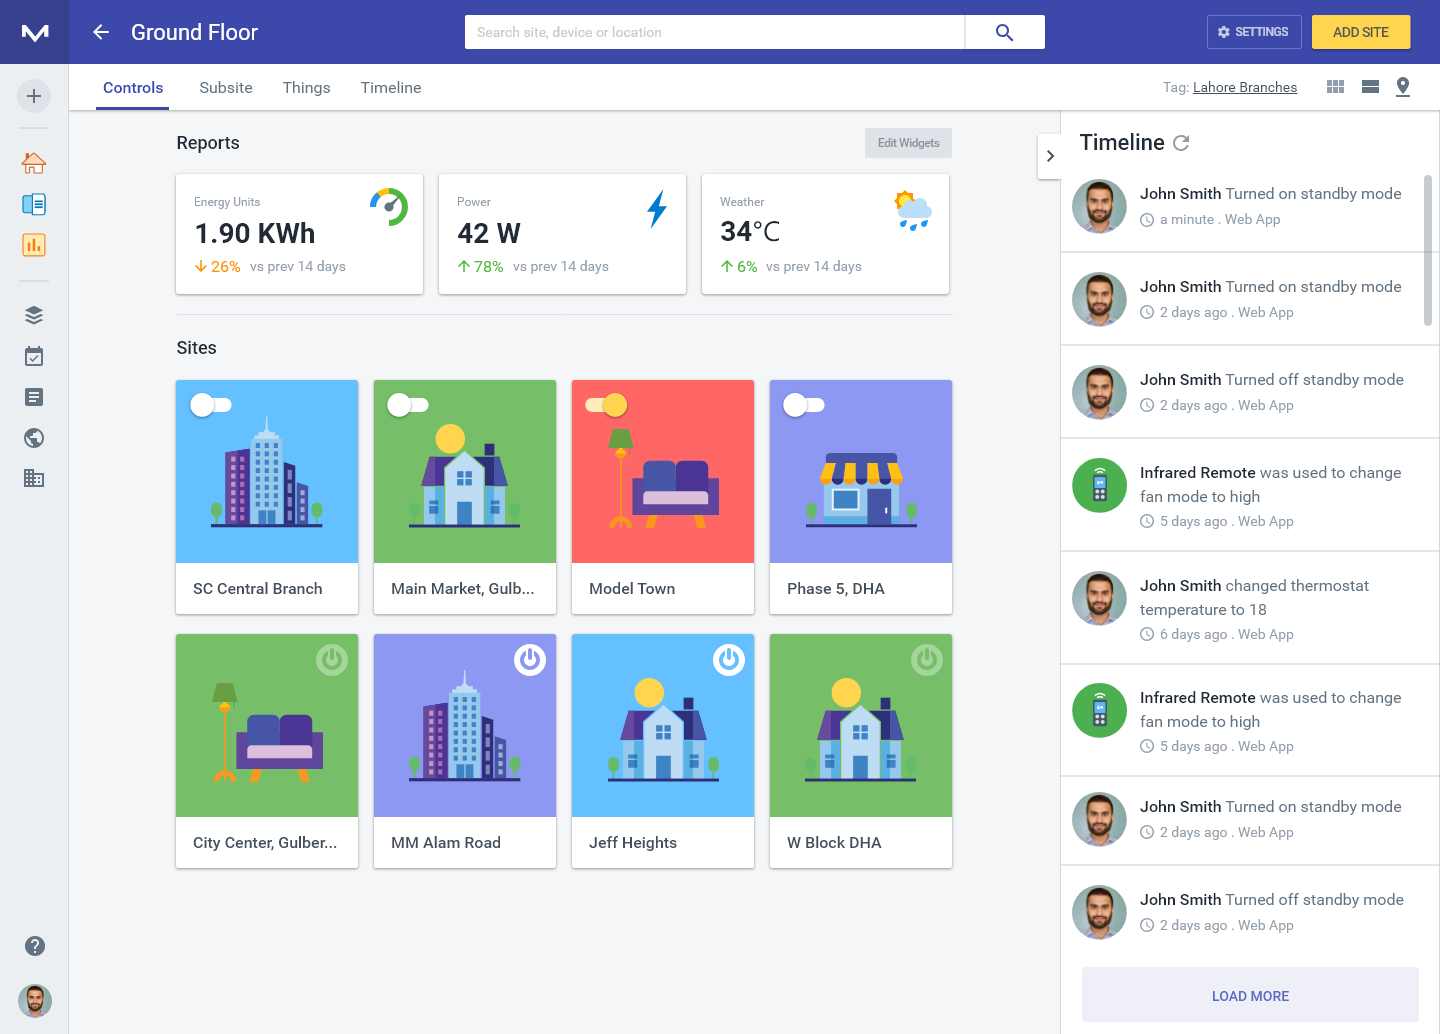 Ground Floor
Search site, device or location
SETTINGS
ADD SITE
Controls
Subsite
Things
Timeline
Tag: Lahore Branches
Reports
Edit Widgets
Energy Units
1.90 KWh
26% vs prev 14 days
Power
42 W
78% vs prev 14 days
Weather
34°C
6% vs prev 14 days
Sites
SC Central Branch
Main Market, Gulb...
Model Town
Phase 5, DHA
City Center, Gulber...
MM Alam Road
Jeff Heights
W Block DHA
Timeline
John Smith Turned on standby mode
a minute . Web App
John Smith Turned on standby mode
2 days ago . Web App
John Smith Turned off standby mode
2 days ago . Web App
Infrared Remote was used to change
fan mode to high
5 days ago . Web App
John Smith changed thermostat
temperature to 18
6 days ago . Web App
Infrared Remote was used to change
fan mode to high
5 days ago . Web App
John Smith Turned on standby mode
2 days ago . Web App
John Smith Turned off standby mode
2 days ago . Web App
LOAD MORE